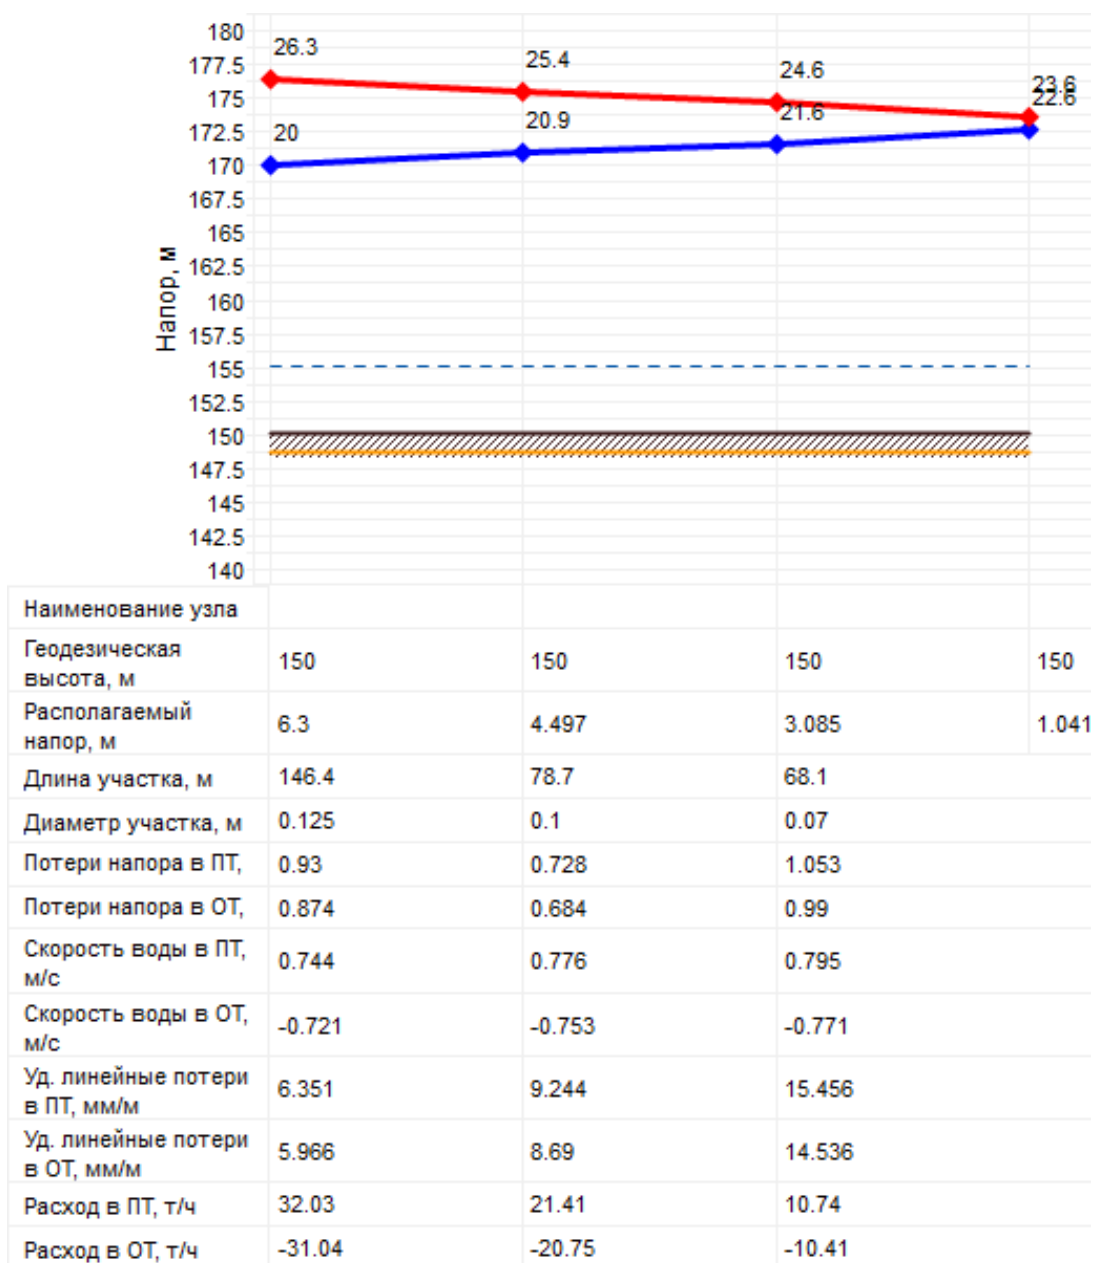 180
177.5
175
172.5
170
167.5
165
162.5
160
157.5
155
152.5
150
147.5
145
142.5
140
Напор, м
26.3
25.4
24.6
23.6
20
20.9
21.6
22.6
Наименование узла
Геодезическая
высота, м
150 150 150 150
Располагаемый
напор, м
6.3 4.497 3.085 1.041
Длина участка, м 146.4 78.7 68.1
Диаметр участка, м 0.125 0.1 0.07
Потери напора в ПТ, 0.93 0.728 1.053
Потери напора в ОТ, 0.874 0.684 0.99
Скорость воды в ПТ,
м/с
0.744 0.776 0.795
Скорость воды в ОТ,
м/с
-0.721 -0.753 -0.771
Уд. линейные потери
в ПТ, мм/м
6.351 9.244 15.456
Уд. линейные потери
в ОТ, мм/м
5.966 8.69 14.536
Расход в ПТ, т/ч 32.03 21.41 10.74
Расход в ОТ, т/ч -31.04 -20.75 -10.41